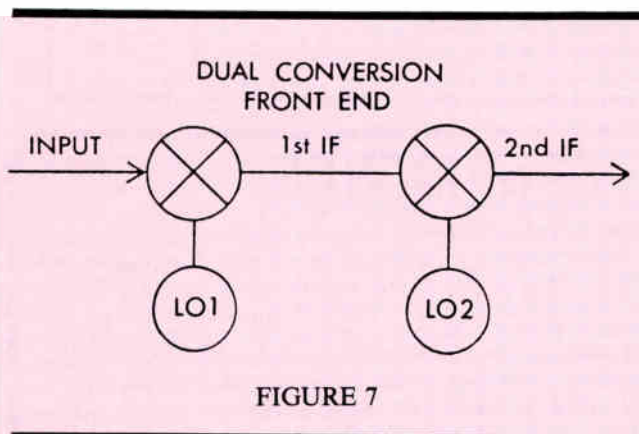 DUAL CONVERSION
FRONT END
INPUT
1st IF
2nd IF
LO1
LO2
FIGURE 7